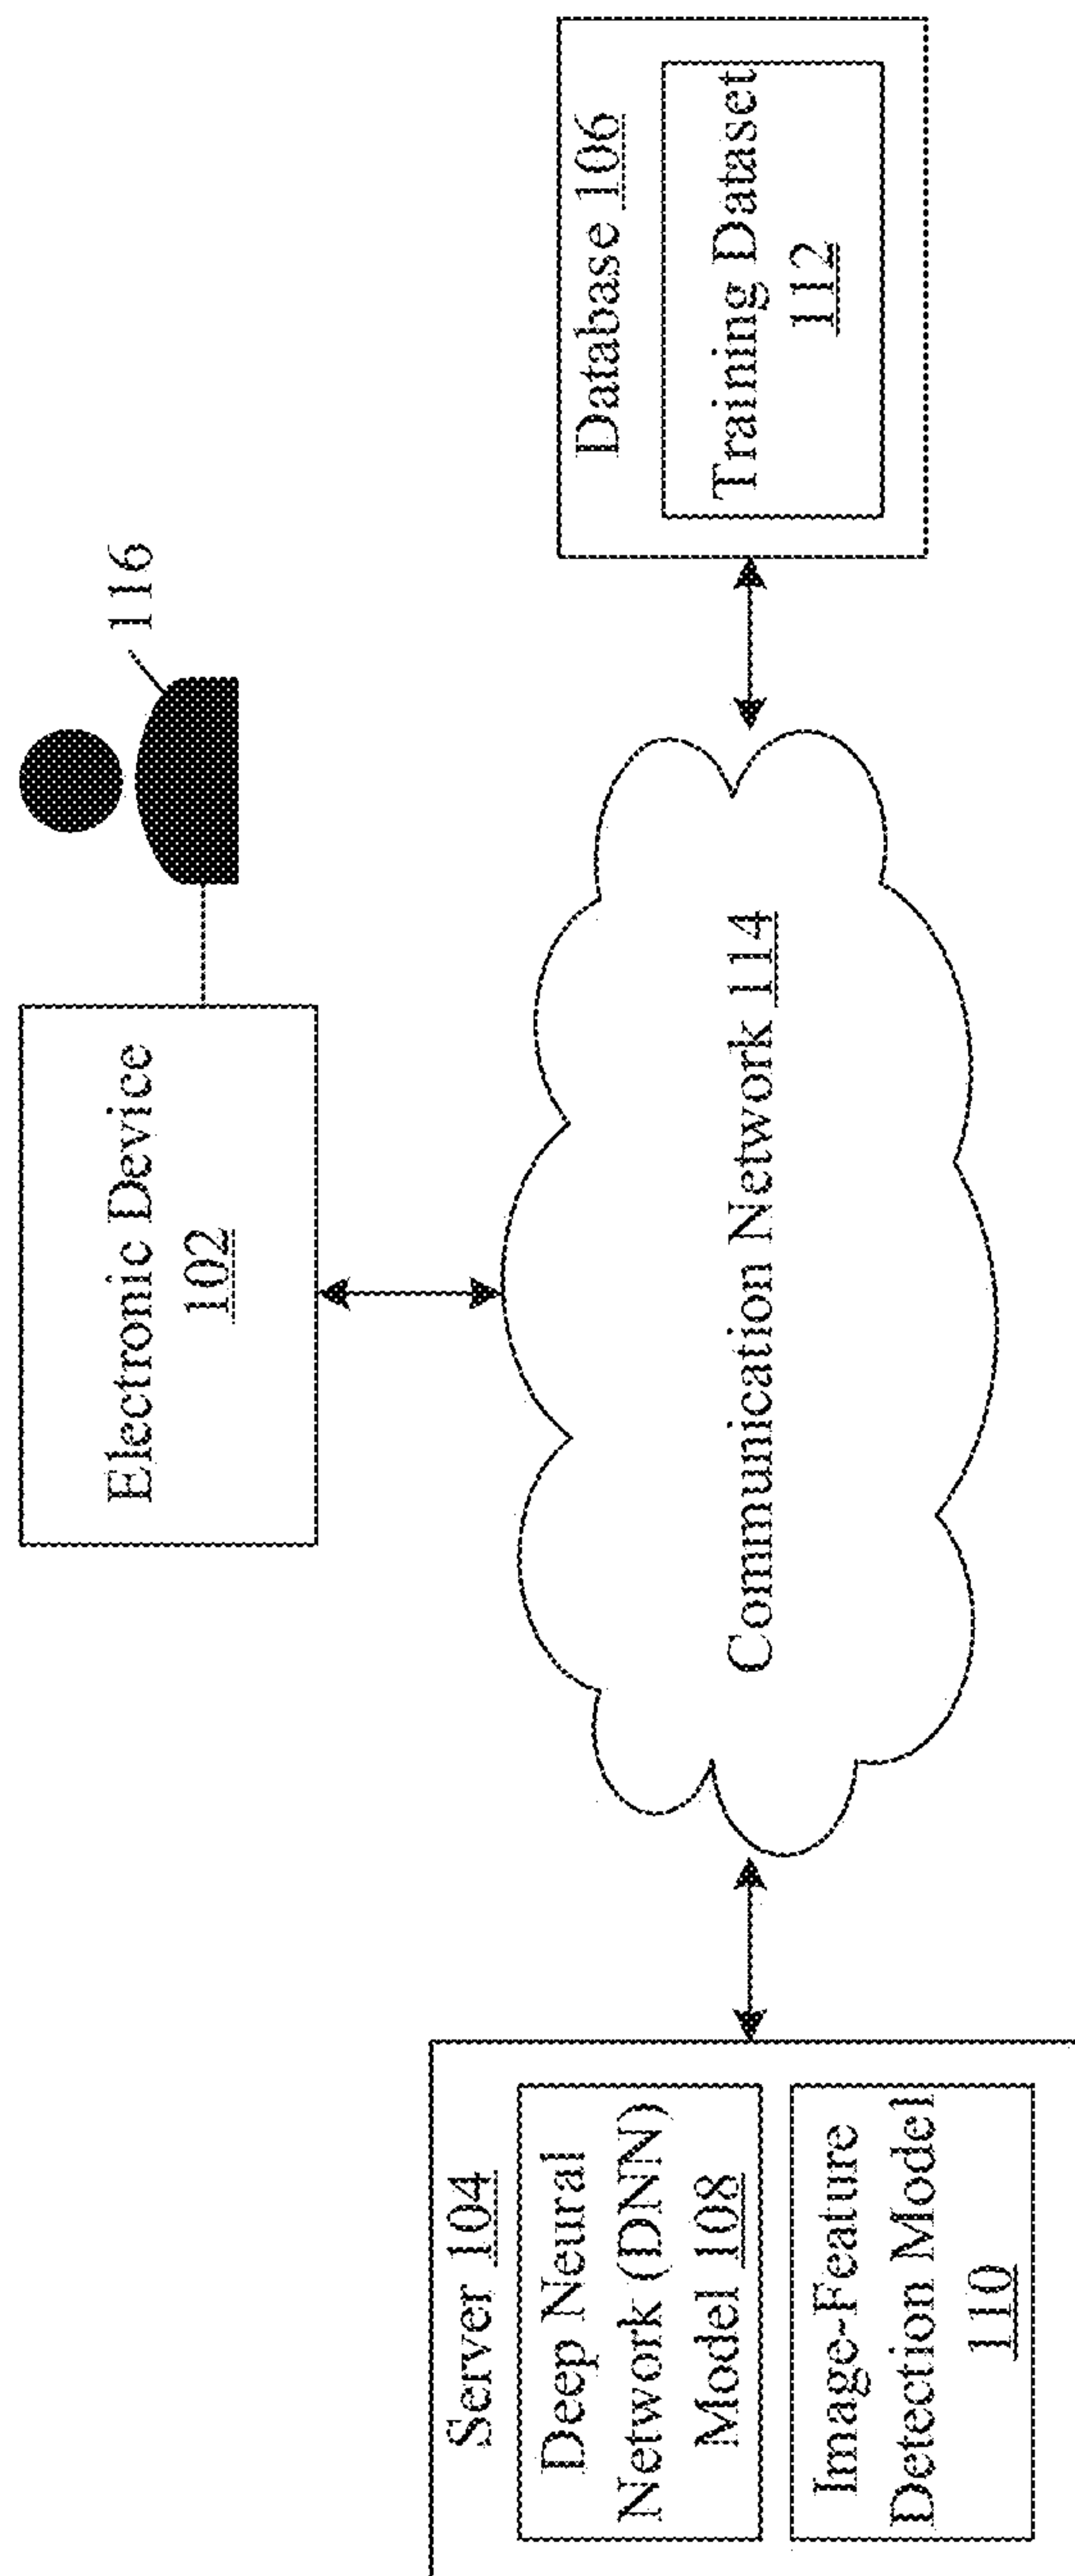 116
Electronic Device
102
Server 104
Deep Neural
Network (DNN)
Model 108
Image-Feature
Detection Model
110
Communication Network 114
Database 106
Training Dataset
112